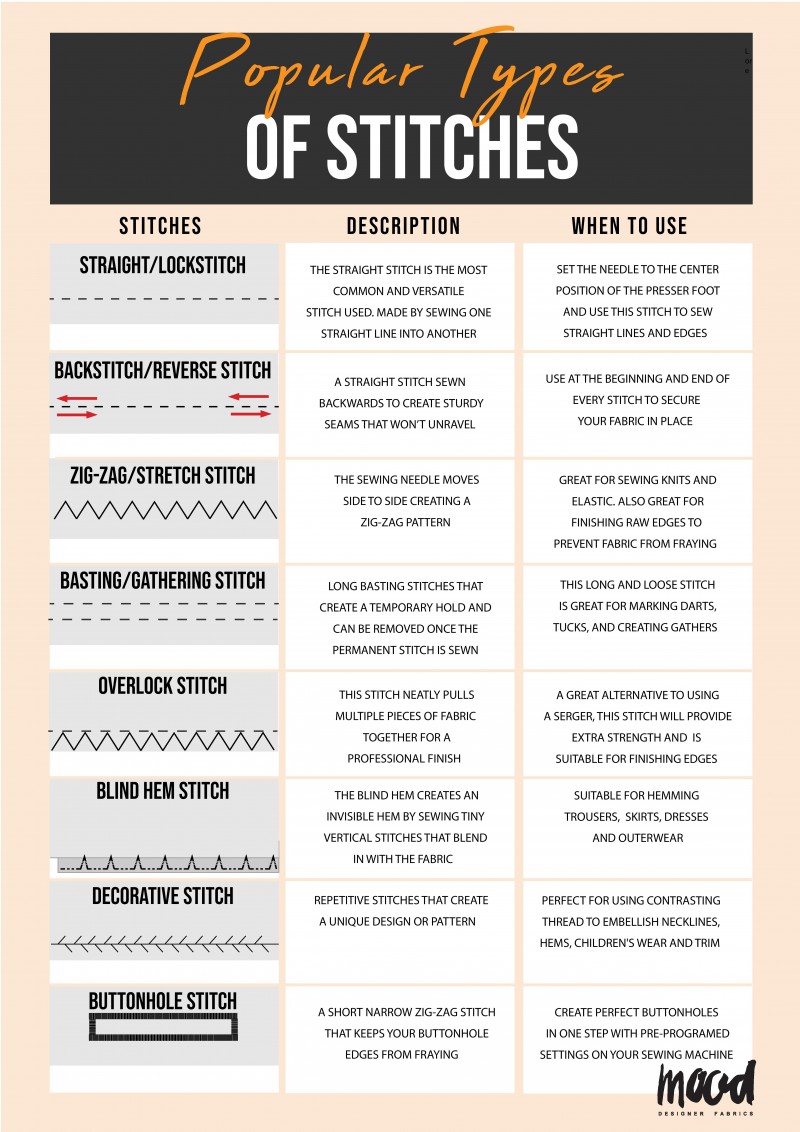 Popular Types
OF STITCHES
L
or
e
STITCHES
DESCRIPTION
WHEN TO USE
STRAIGHT/LOCKSTITCH
THE STRAIGHT STITCH IS THE MOST
COMMON AND VERSATILE
STITCH USED. MADE BY SEWING ONE
STRAIGHT LINE INTO ANOTHER
SET THE NEEDLE TO THE CENTER
POSITION OF THE PRESSER FOOT
AND USE THIS STITCH TO SEW
STRAIGHT LINES AND EDGES
BACKSTITCH/REVERSE STITCH
A STRAIGHT STITCH SEWN
BACKWARDS TO CREATE STURDY
SEAMS THAT WON'T UNRAVEL
USE AT THE BEGINNING AND END OF
EVERY STITCH TO SECURE
YOUR FABRIC IN PLACE
ZIG-ZAG/STRETCH STITCH
THE SEWING NEEDLE MOVES
SIDE TO SIDE CREATING A
ZIG-ZAG PATTERN
GREAT FOR SEWING KNITS AND
ELASTIC. ALSO GREAT FOR
FINISHING RAW EDGES TO
PREVENT FABRIC FROM FRAYING
BASTING/GATHERING STITCH
LONG BASTING STITCHES THAT
CREATE A TEMPORARY HOLD AND
CAN BE REMOVED ONCE THE
PERMANENT STITCH IS SEWN
THIS LONG AND LOOSE STITCH
IS GREAT FOR MARKING DARTS,
TUCKS, AND CREATING GATHERS
OVERLOCK STITCH
THIS STITCH NEATLY PULLS
MULTIPLE PIECES OF FABRIC
TOGETHER FOR A
PROFESSIONAL FINISH
A GREAT ALTERNATIVE TO USING
A SERGER, THIS STITCH WILL PROVIDE
EXTRA STRENGTH AND IS
SUITABLE FOR FINISHING EDGES
BLIND HEM STITCH
THE BLIND HEM CREATES AN
INVISIBLE HEM BY SEWING TINY
VERTICAL STITCHES THAT BLEND
IN WITH THE FABRIC
SUITABLE FOR HEMMING
TROUSERS, SKIRTS, DRESSES
AND OUTERWEAR
DECORATIVE STITCH
REPETITIVE STITCHES THAT CREATE
A UNIQUE DESIGN OR PATTERN
PERFECT FOR USING CONTRASTING
THREAD TO EMBELLISH NECKLINES,
HEMS, CHILDREN'S WEAR AND TRIM
BUTTONHOLE STITCH
A SHORT NARROW ZIG-ZAG STITCH
THAT KEEPS YOUR BUTTONHOLE
EDGES FROM FRAYING
CREATE PERFECT BUTTONHOLES
IN ONE STEP WITH PRE-PROGRAMED
SETTINGS ON YOUR SEWING MACHINE
mood
DESIGNER FABRICS